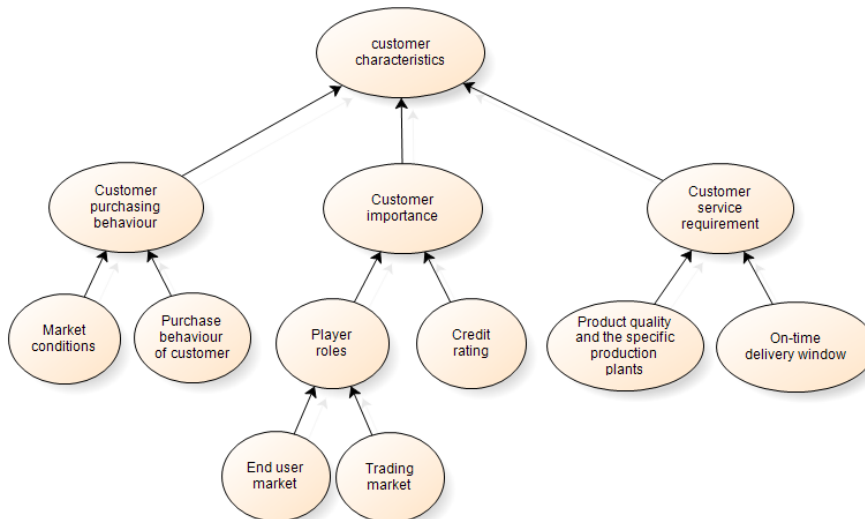 customer
characteristics
Customer
purchasing
behaviour
Customer
importance
Customer
service
requirement
Market
conditions
Purchase
behaviour
of customer
Player
roles
Credit
rating
Product quality
and the specific
production
plants
On-time
delivery window
End user
market
Trading
market